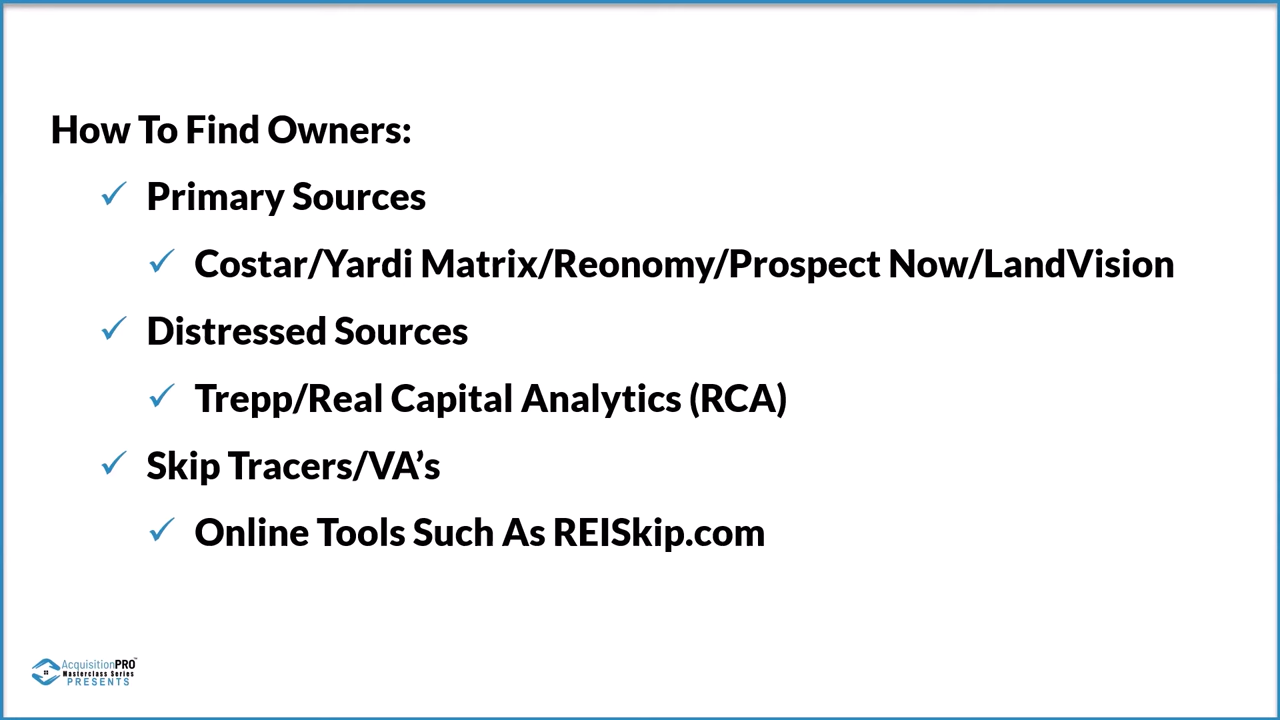 How To Find Owners:
✓ Primary Sources
✓ Costar/Yardi Matrix/Reonomy/Prospect Now/LandVision
✓ Distressed Sources
✓ Trepp/Real Capital Analytics (RCA)
✓ Skip Tracers/VA’s
✓ Online Tools Such As REISkip.com
AcquisitionPRO™
Masterclass Series
PRESENTS